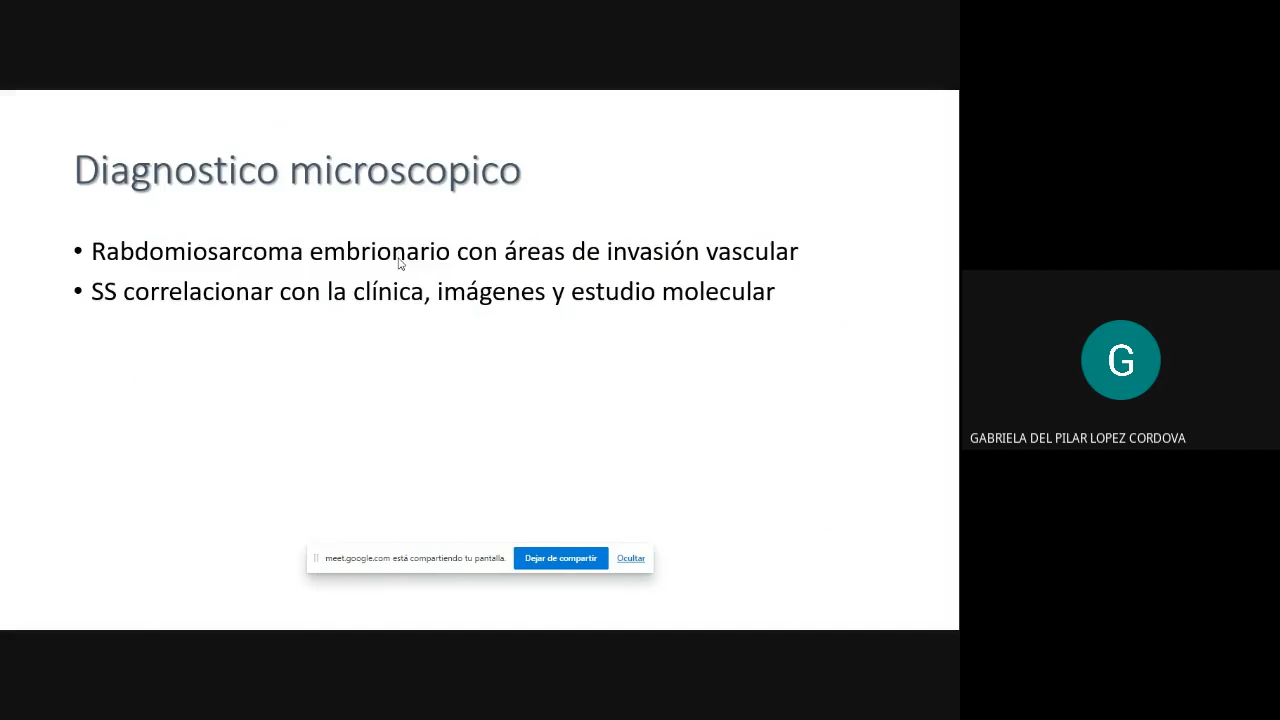 Diagnostico microscopico
• Rabdomiosarcoma embrionario con áreas de invasión vascular
• SS correlacionar con la clínica, imágenes y estudio molecular
meet.google.com está compartiendo tu pantalla. Dejar de compartir Ocultar
G
GABRIELA DEL PILAR LOPEZ CORDOVA